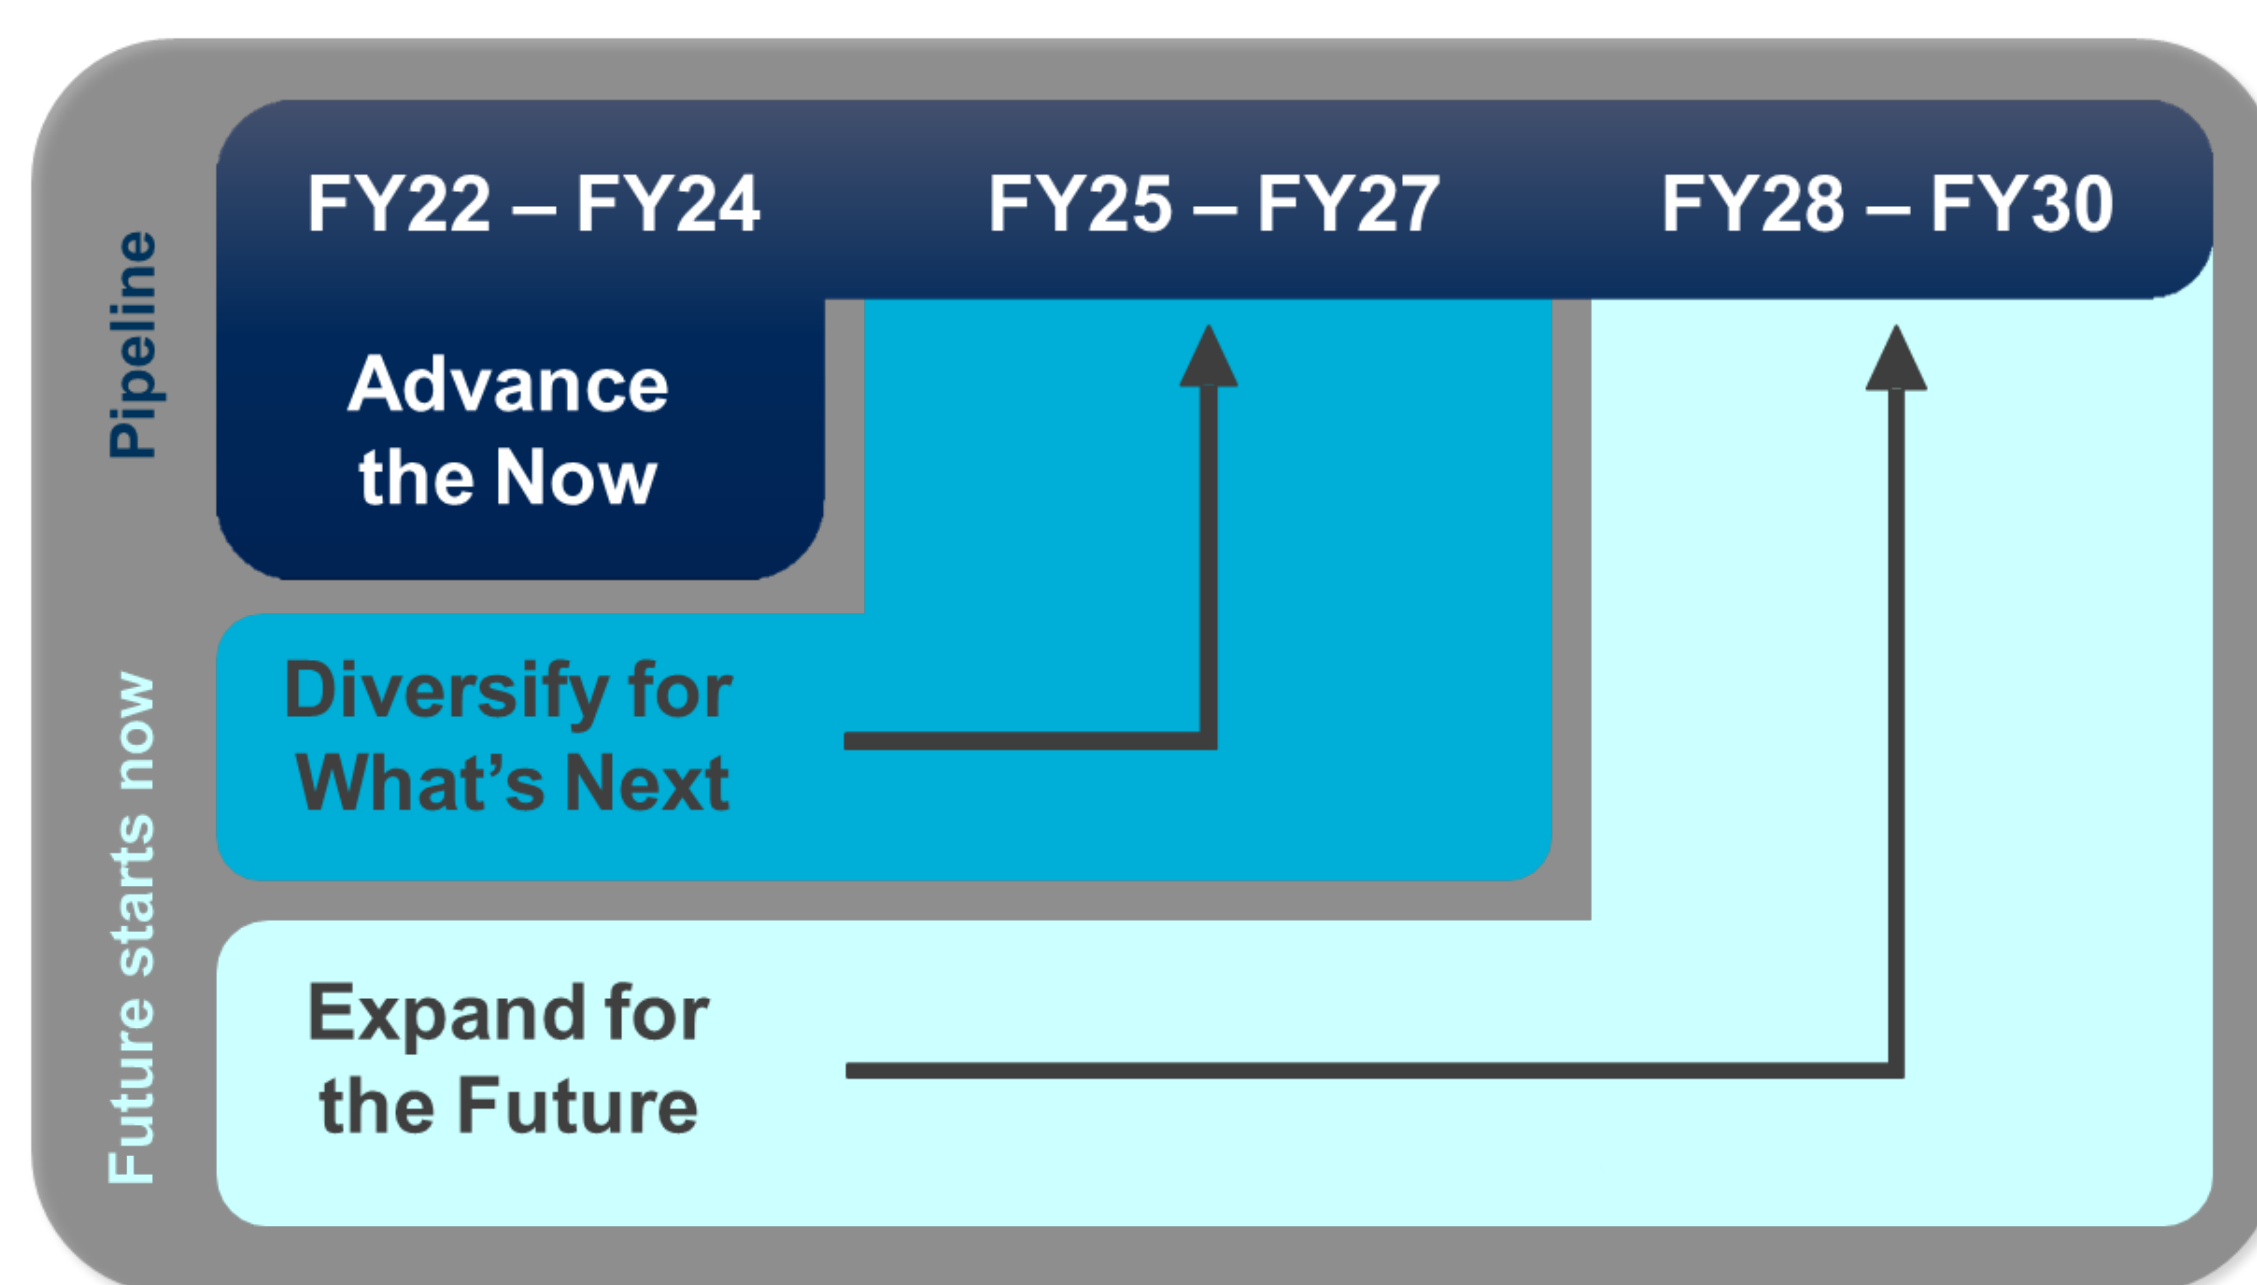 FY22 – FY24
FY25 – FY27
FY28 – FY30
Pipeline
Advance
the Now
Future starts now
Diversify for
What’s Next
Expand for
the Future